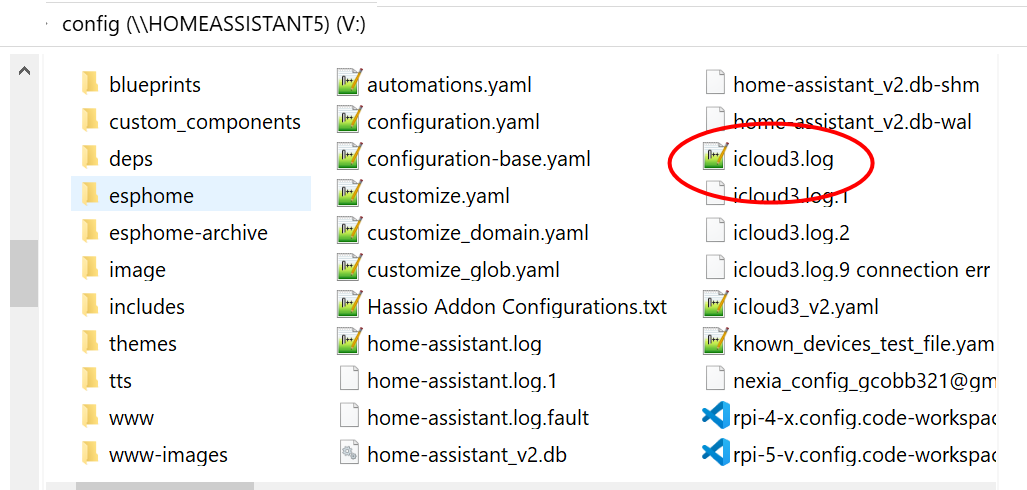 config (\\HOMEASSISTANT5) (V:)
blueprints
custom_components
deps
esphome
esphome-archive
image
includes
themes
tts
www
www-images
automations.yaml
configuration.yaml
configuration-base.yaml
customize.yaml
customize_domain.yaml
customize_glob.yaml
Hassio Addon Configurations.txt
home-assistant.log
home-assistant.log.1
home-assistant.log.fault
home-assistant_v2.db
home-assistant_v2.db-shm
home-assistant_v2.db-wal
icloud3.log
icloud3.log.1
icloud3.log.2
icloud3.log.9 connection err
icloud3_v2.yaml
known_devices_test_file.yam
nexia_config_gcobb321@gm
rpi-4-x.config.code-workspac
rpi-5-v.config.code-workspac